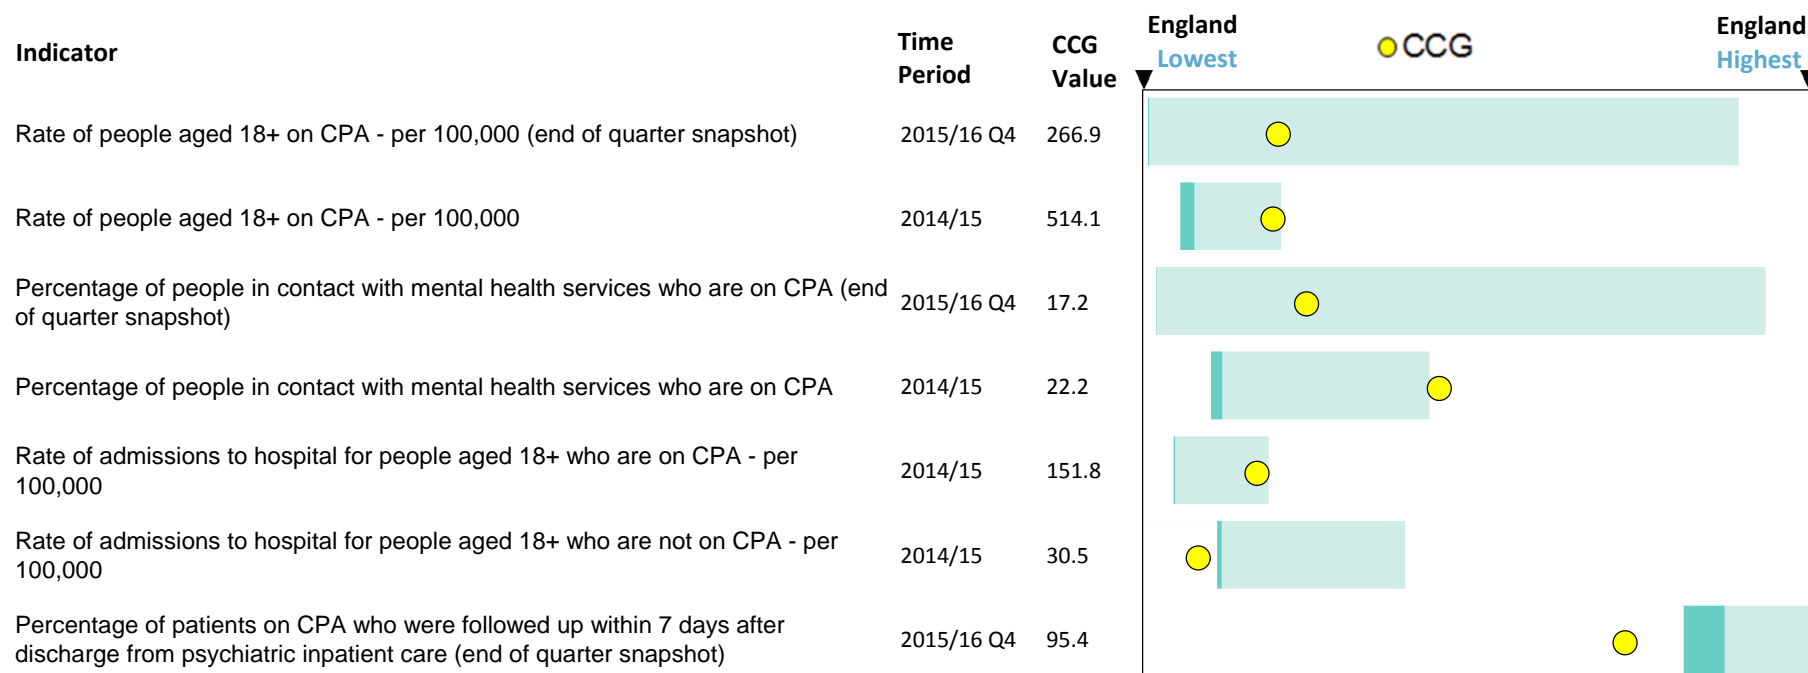 Indicator
Time
Period
CCG
Value
England
Lowest
CCG
England
Highest
Rate of people aged 18+ on CPA - per 100,000 (end of quarter snapshot)
2015/16 Q4
266.9
Rate of people aged 18+ on CPA - per 100,000
2014/15
514.1
Percentage of people in contact with mental health services who are on CPA (end
of quarter snapshot)
2015/16 Q4
17.2
Percentage of people in contact with mental health services who are on CPA
2014/15
22.2
Rate of admissions to hospital for people aged 18+ who are on CPA - per
100,000
2014/15
151.8
Rate of admissions to hospital for people aged 18+ who are not on CPA - per
100,000
2014/15
30.5
Percentage of patients on CPA who were followed up within 7 days after
discharge from psychiatric inpatient care (end of quarter snapshot)
2015/16 Q4
95.4